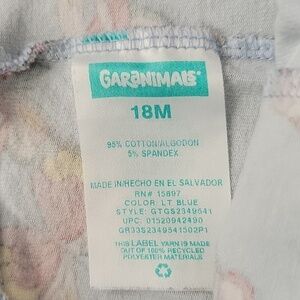 GARANIMALS
18M
95% COTTON/ALGODON
5% SPANDEX
MADE IN/HECHO EN EL SALVADOR
RN# 15897
COLOR: LT BLUE
STYLE: GTGS2349541
UPC: 01520942490
QR33S2349541502P1
THIS LABEL YARN IS MADE
OUT OF 100% RECYCLED
POLYESTER MATERIALS